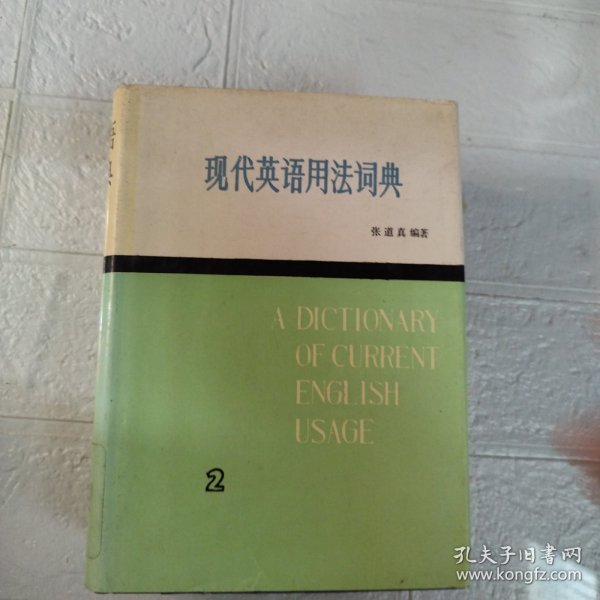 现代英语用法词典
张道真 编著
A DICTIONARY
OF CURRENT
ENGLISH
USAGE
2
孔夫子旧书网
www.kongfz.com